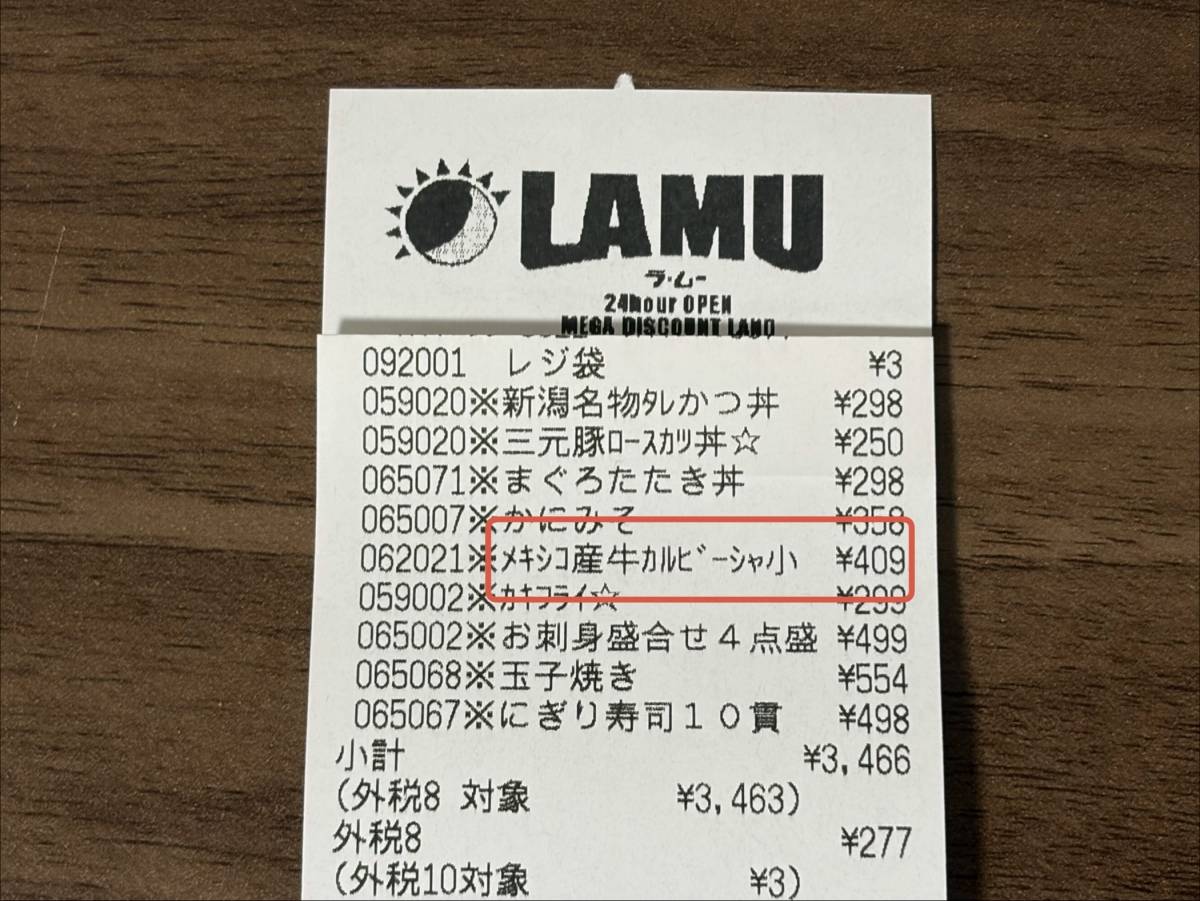 LAMU
ラ・ムー
24hour OPEN
MEGA DISCOUNT LAND
092001 レジ袋 ¥3
059020※新潟名物ﾀﾚかつ丼 ¥298
059020※三元豚ﾛｰｽｶﾂ丼☆ ¥250
065071※まぐろたたき丼 ¥298
065007※かにみそ ¥358
062021※ﾒｷｼｺ産牛ｶﾙﾋﾞｰｼｬ小 ¥409
059002※ｶｷフライ☆ ¥299
065002※お刺身盛合せ４点盛 ¥499
065068※玉子焼き ¥554
065067※にぎり寿司１０貫 ¥498
小計 ¥3,466
(外税8 対象 ¥3,463)
外税8 ¥277
(外税10対象 ¥3)